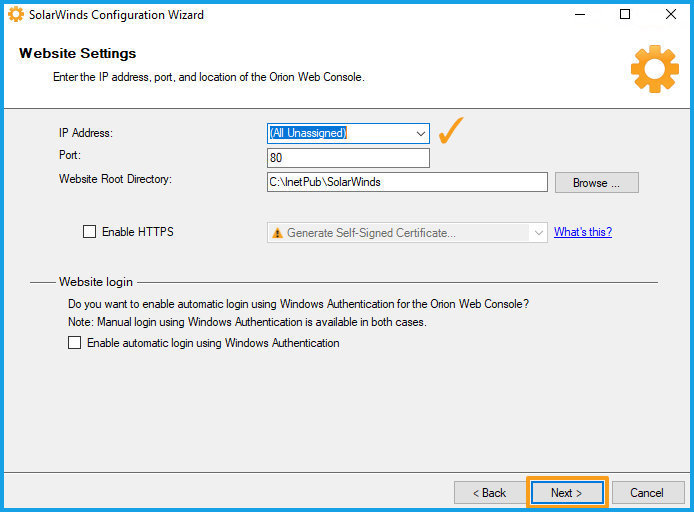 SolarWinds Configuration Wizard
Website Settings
Enter the IP address, port, and location of the Orion Web Console.
IP Address:
(All Unassigned)
Port:
80
Website Root Directory:
C:\InetPub\SolarWinds
Browse ...
Enable HTTPS
Generate Self-Signed Certificate...
What's this?
Website login
Do you want to enable automatic login using Windows Authentication for the Orion Web Console?
Note: Manual login using Windows Authentication is available in both cases.
Enable automatic login using Windows Authentication
< Back
Next >
Cancel